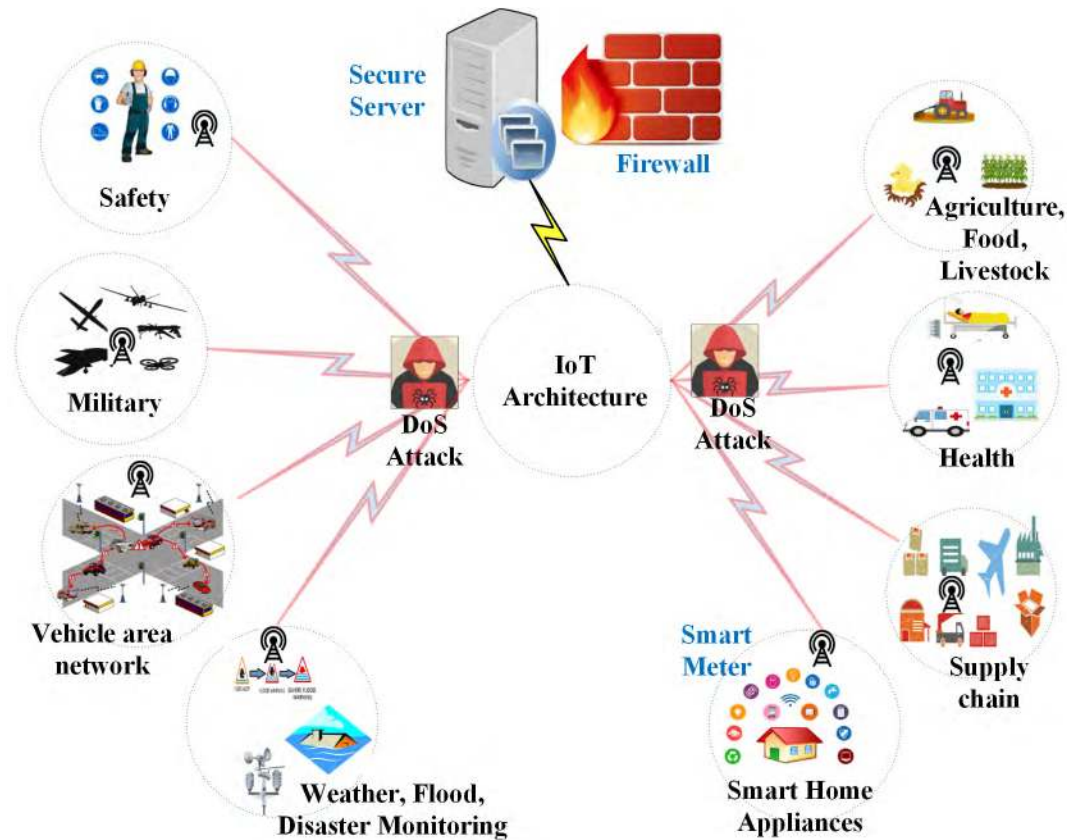 Secure
Server
Firewall
Safety
Agriculture,
Food,
Livestock
IoT
Architecture
Military
DoS
Attack
DoS
Attack
Health
Vehicle area
network
Smart
Meter
Supply
chain
Weather, Flood,
Disaster Monitoring
Smart Home
Appliances